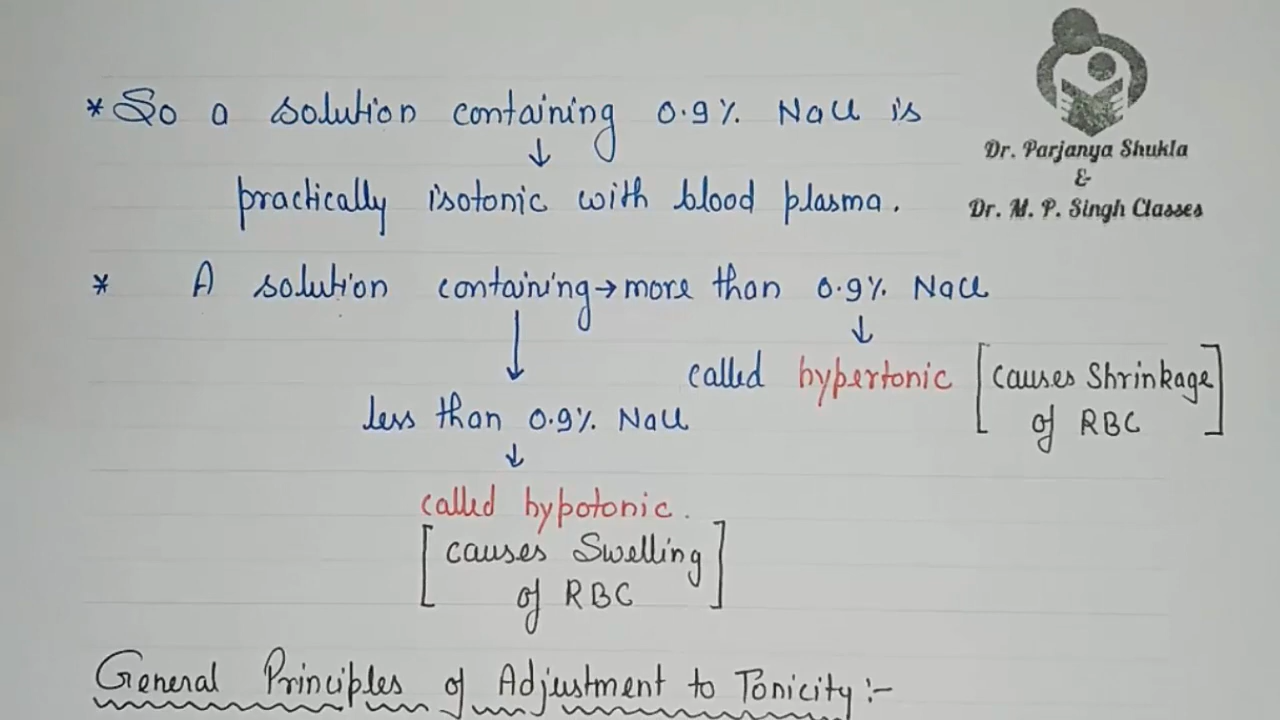 * So a solution containing 0.9% NaCl is
↓
practically isotonic with blood plasma.
* A solution containing → more than 0.9% NaCl
↓
called hypertonic [causes Shrinkage
of RBC]
↓
less than 0.9% NaCl
↓
called hypotonic.
[causes Swelling
of RBC]
General Principles of Adjustment to Tonicity :-
Dr. Parjanya Shukla
&
Dr. M. P. Singh Classes